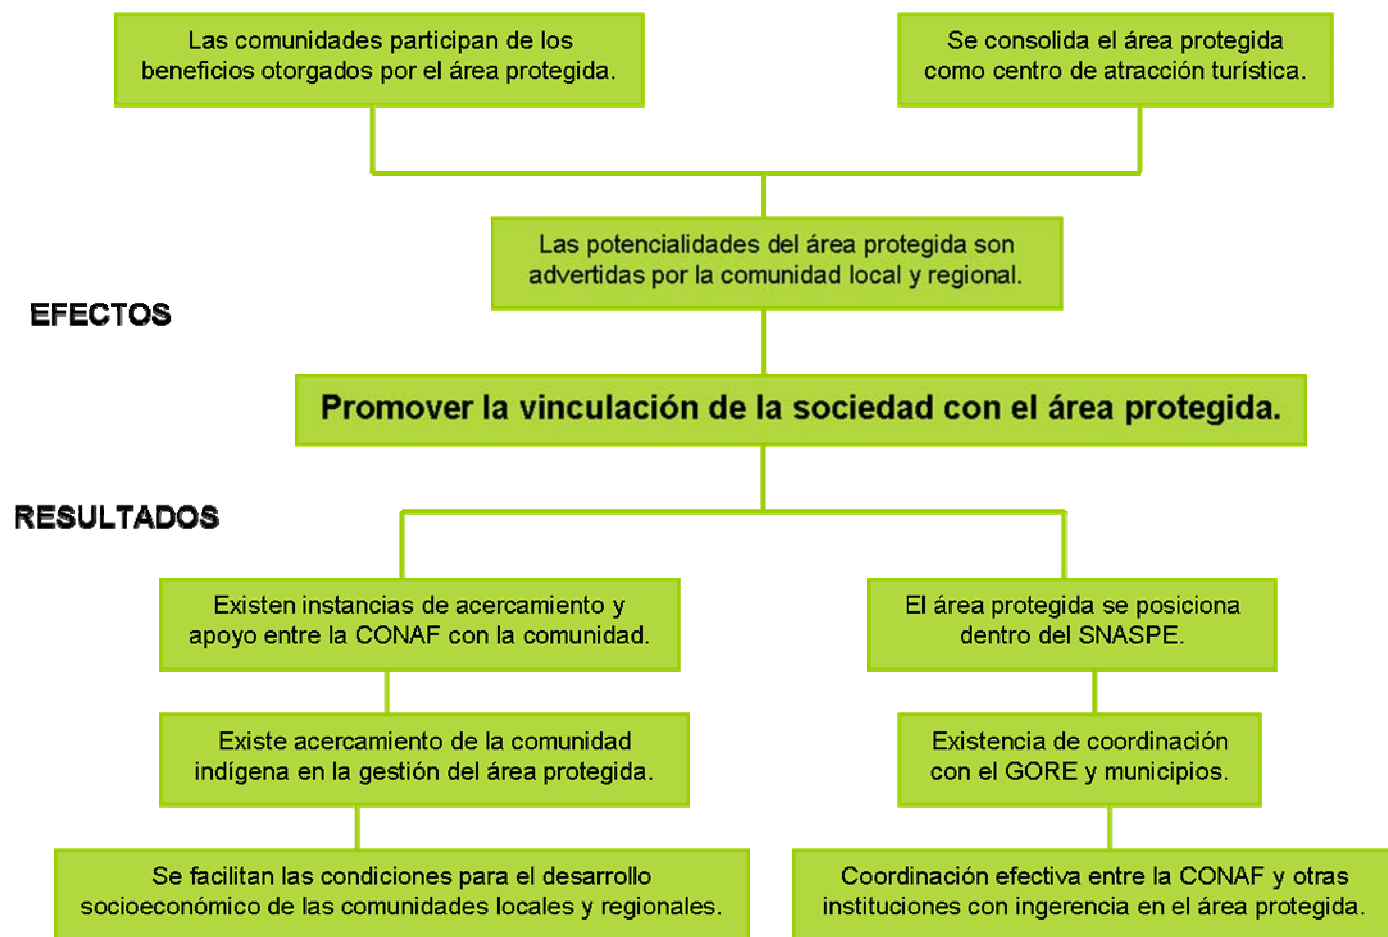 Las comunidades participan de los
beneficios otorgados por el área protegida.
Se consolida el área protegida
como centro de atracción turística.
Las potencialidades del área protegida son
advertidas por la comunidad local y regional.
EFECTOS
Promover la vinculación de la sociedad con el área protegida.
RESULTADOS
Existen instancias de acercamiento y
apoyo entre la CONAF con la comunidad.
El área protegida se posiciona
dentro del SNASPE.
Existe acercamiento de la comunidad
indígena en la gestión del área protegida.
Existencia de coordinación
con el GORE y municipios.
Se facilitan las condiciones para el desarrollo
socioeconómico de las comunidades locales y regionales.
Coordinación efectiva entre la CONAF y otras
instituciones con ingerencia en el área protegida.